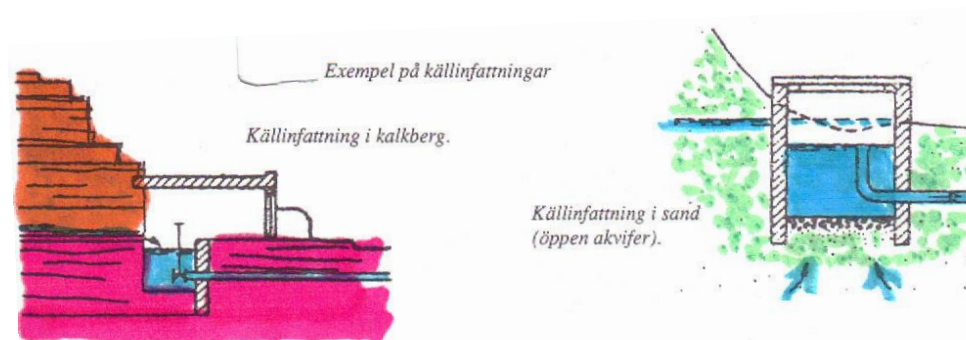 Exempel på källinfattningar
Källinfattning i kalkberg.
Källinfattning i sand
(öppen akvifer).